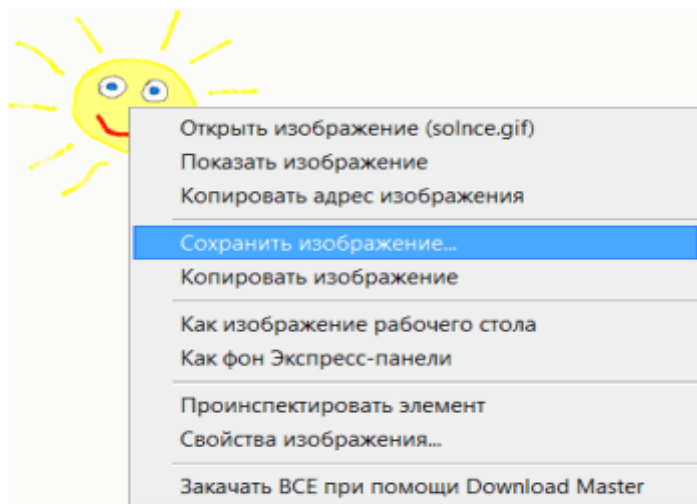 Открыть изображение (solnce.gif)
Показать изображение
Копировать адрес изображения
Сохранить изображение...
Копировать изображение
Как изображение рабочего стола
Как фон Экспресс-панели
Проинспектировать элемент
Свойства изображения...
Закачать ВСЕ при помощи Download Master